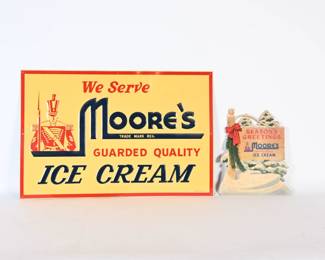 We Serve
MOORE'S
TRADE MARK REG.
GUARDED QUALITY
ICE CREAM
SEASON'S
GREETINGS
MOORE'S
ICE CREAM